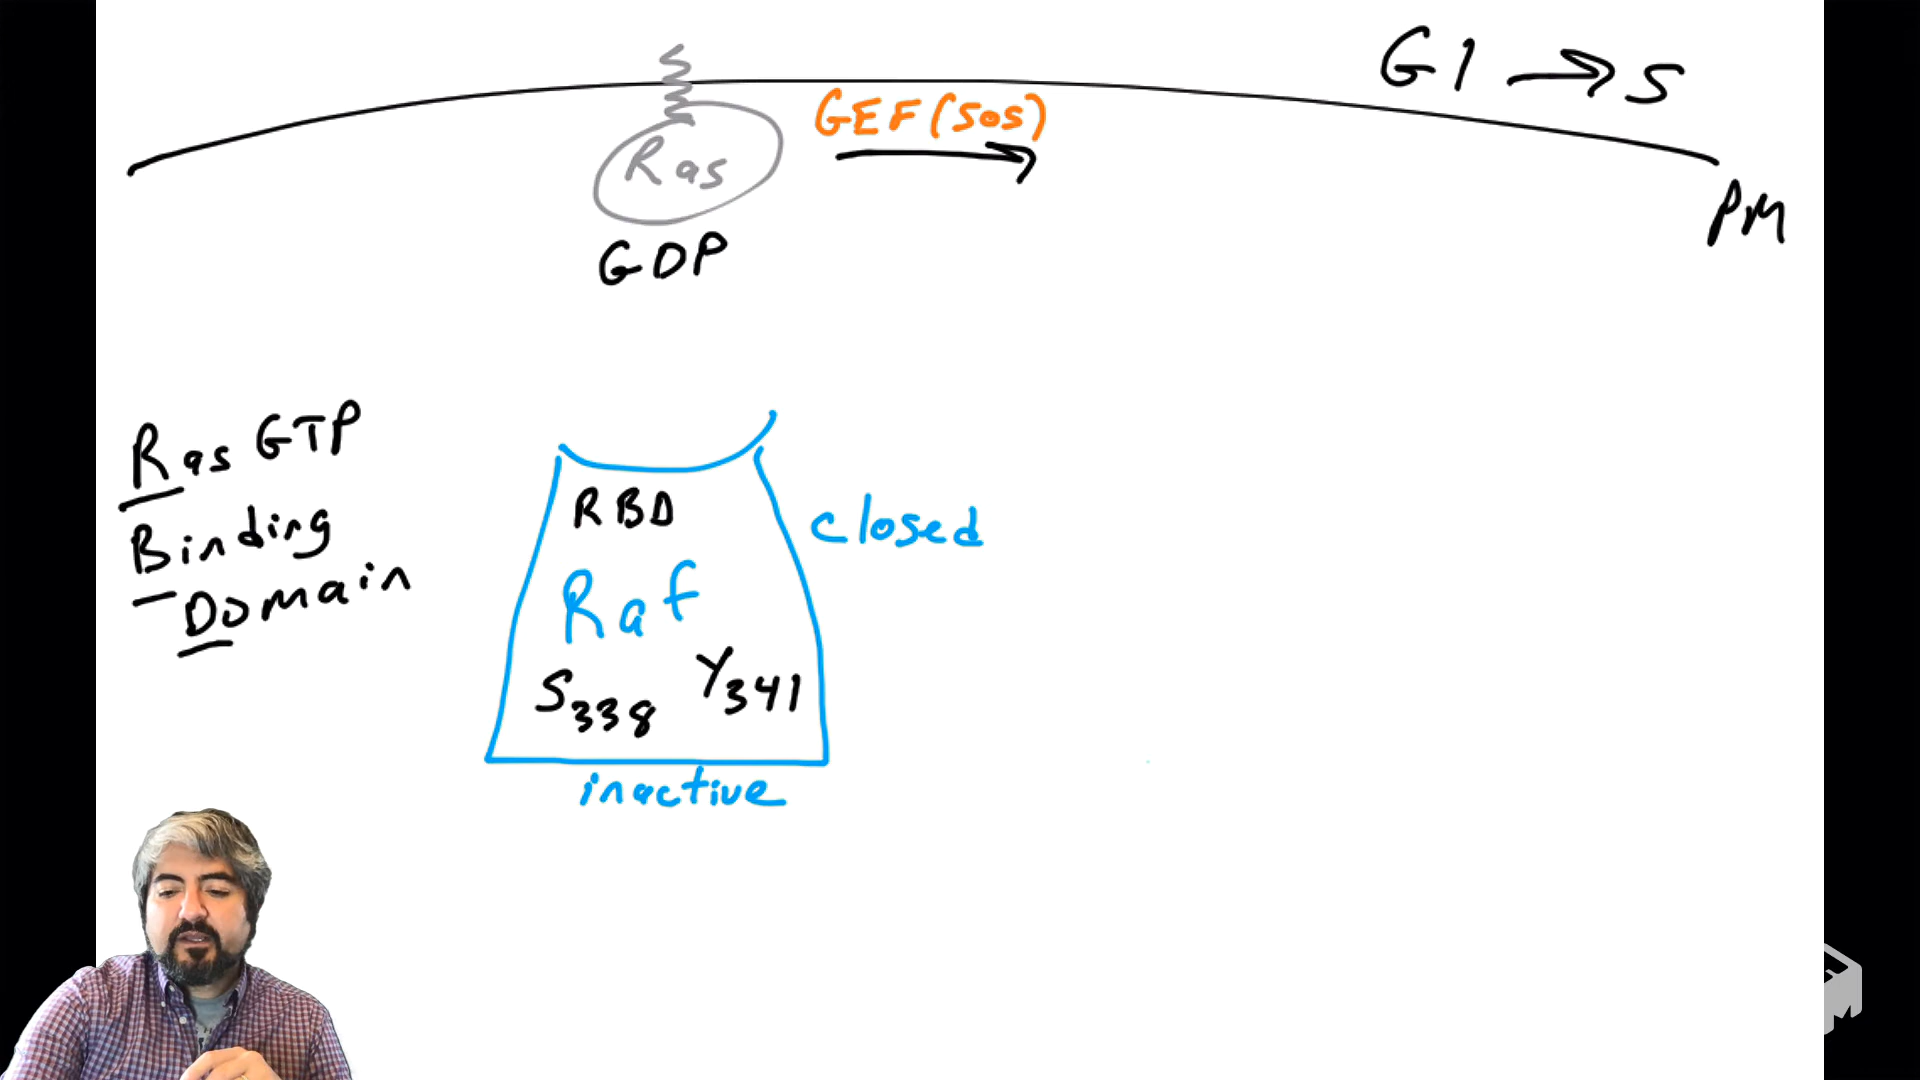 G1 → S
GEF (SOS)
Ras
PM
GDP
Ras GTP
Binding
Domain
RBD
closed
Raf
S338 Y341
inactive